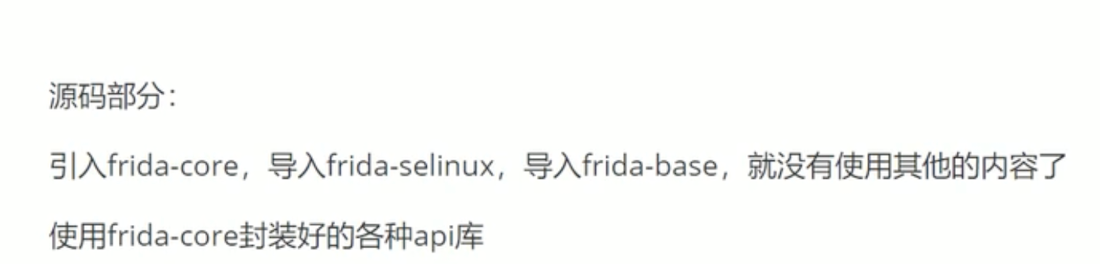 源码部分：
引入frida-core，导入frida-selinux，导入frida-base，就没有使用其他的内容了
使用frida-core封装好的各种api库